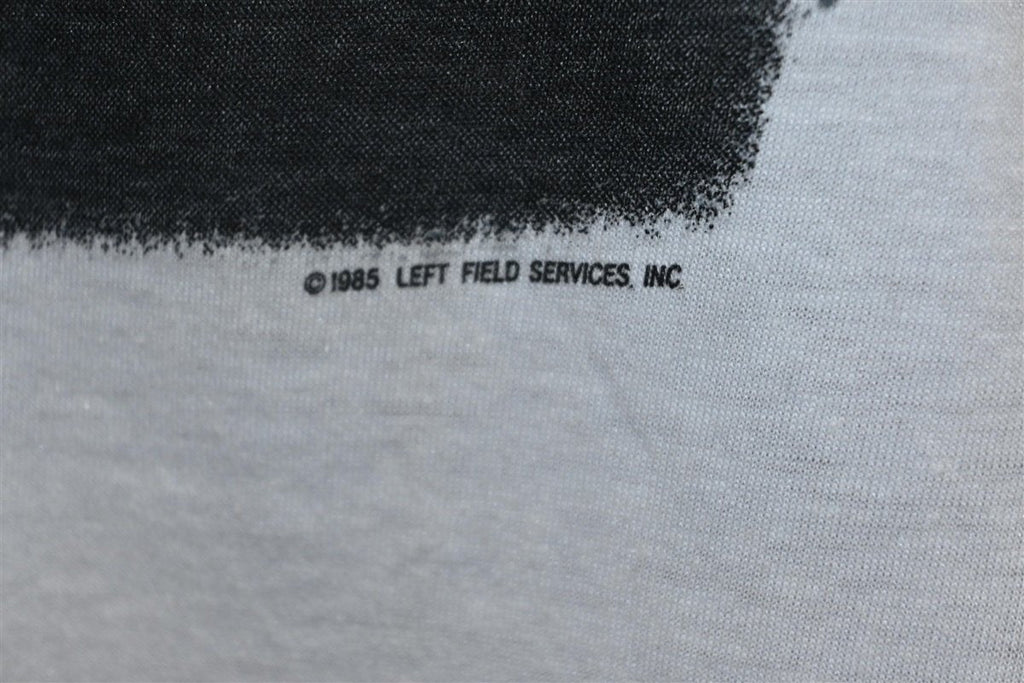 ©1985 LEFT FIELD SERVICES, INC.